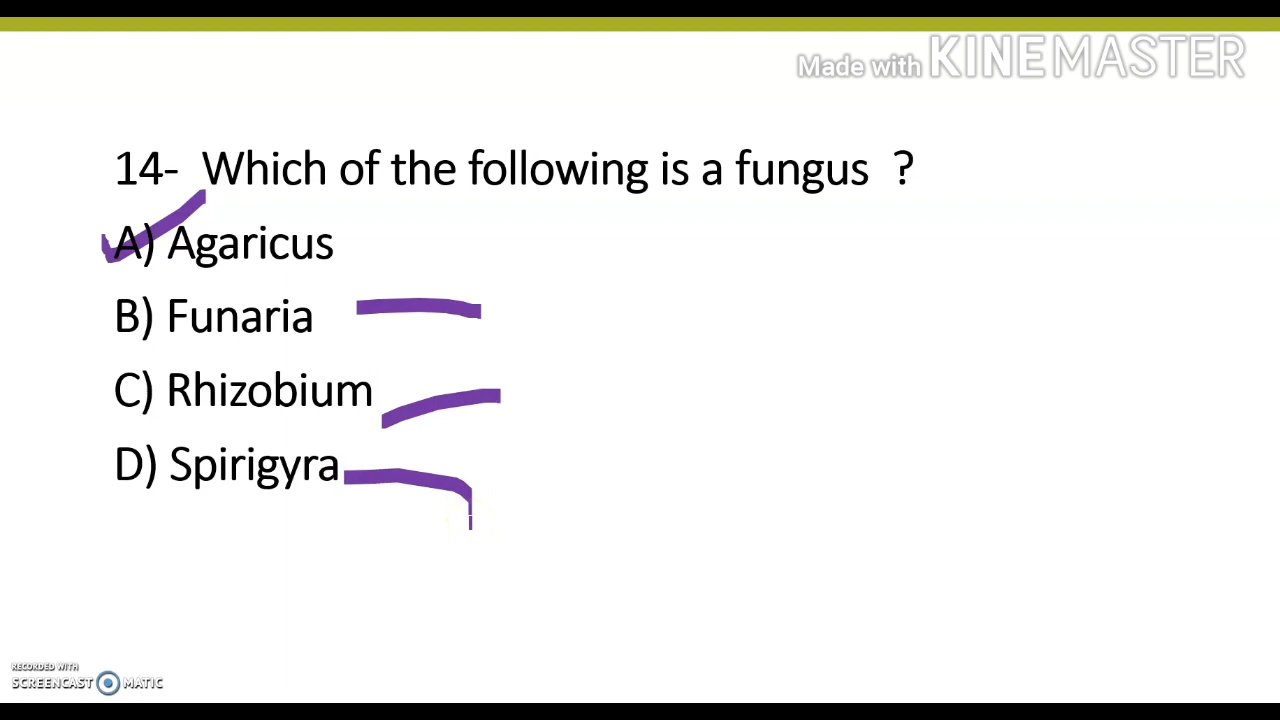 Made with KINEMASTER
14- Which of the following is a fungus ?
A) Agaricus
B) Funaria
C) Rhizobium
D) Spirigyra
RECORDED WITH
SCREENCAST MATIC